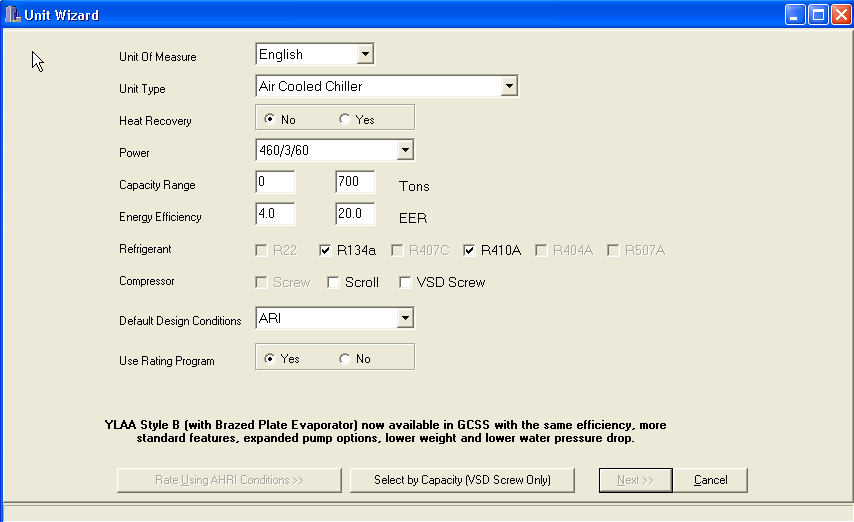 Unit Wizard
Unit Of Measure English
Unit Type Air Cooled Chiller
Heat Recovery No Yes
Power 460/3/60
Capacity Range 0 700 Tons
Energy Efficiency 4.0 20.0 EER
Refrigerant R22 R134a R407C R410A R404A R507A
Compressor Screw Scroll VSD Screw
Default Design Conditions ARI
Use Rating Program Yes No
YLAA Style B (with Brazed Plate Evaporator) now available in GCSS with the same efficiency, more
standard features, expanded pump options, lower weight and lower water pressure drop.
Rate Using AHRI Conditions >> Select by Capacity (VSD Screw Only) Next >> Cancel